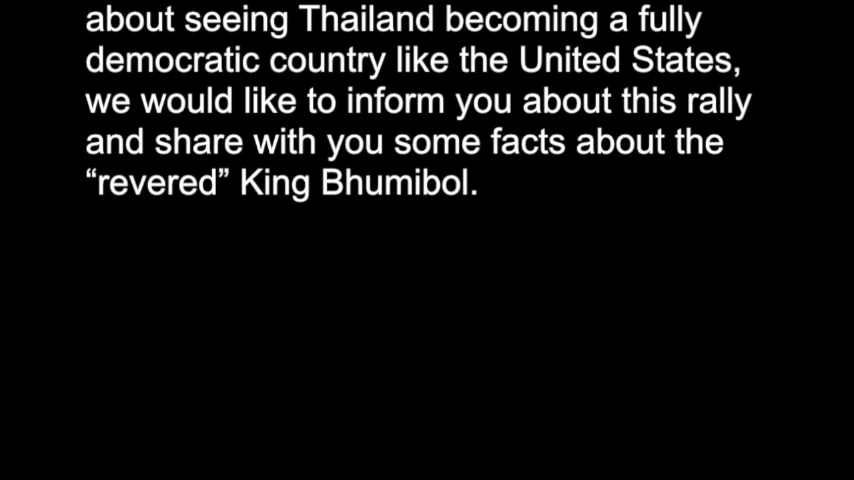 about seeing Thailand becoming a fully
democratic country like the United States,
we would like to inform you about this rally
and share with you some facts about the
“revered” King Bhumibol.